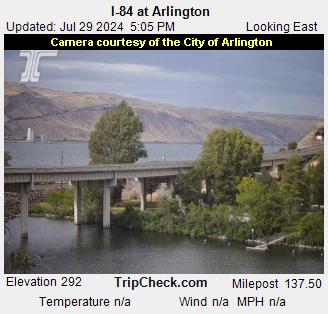 I-84 at Arlington
Updated: Jul 29 2024 5:05 PM Looking East
Camera courtesy of the City of Arlington
Elevation 292 TripCheck.com Milepost 137.50
Temperature n/a Wind n/a MPH n/a